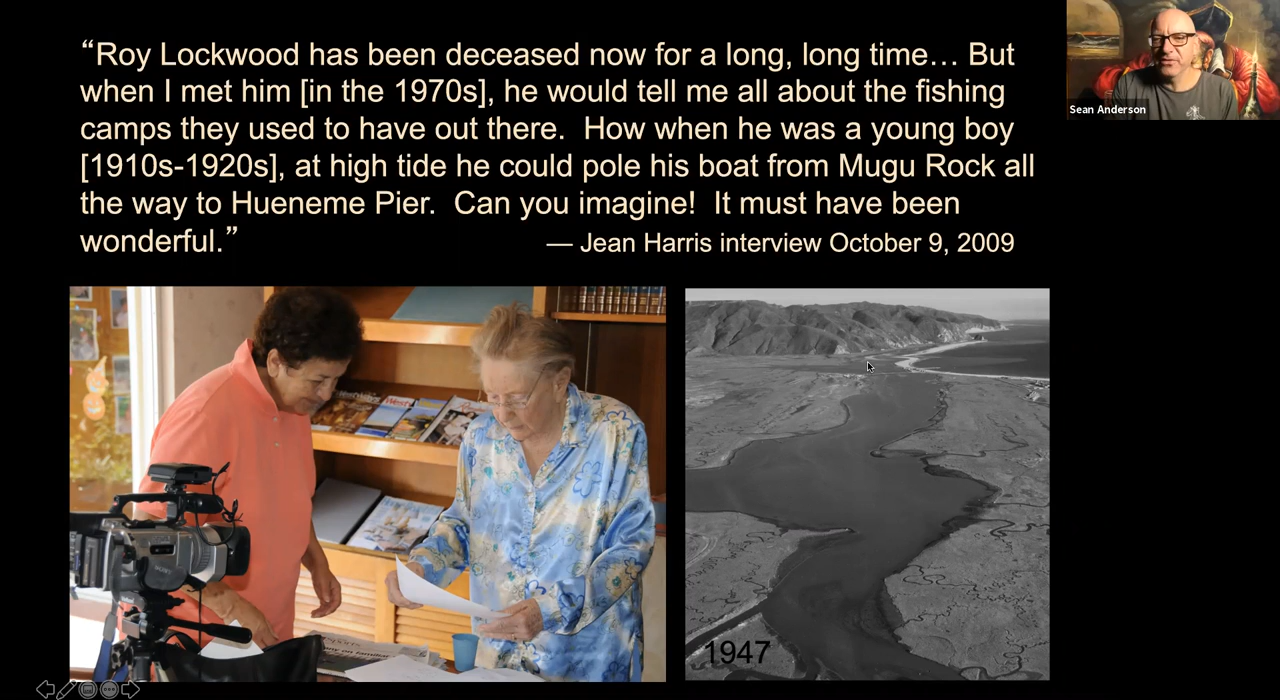 “Roy Lockwood has been deceased now for a long, long time… But
when I met him [in the 1970s], he would tell me all about the fishing
camps they used to have out there.  How when he was a young boy
[1910s-1920s], at high tide he could pole his boat from Mugu Rock all
the way to Hueneme Pier.  Can you imagine!  It must have been
wonderful.”
— Jean Harris interview October 9, 2009
Sean Anderson
1947